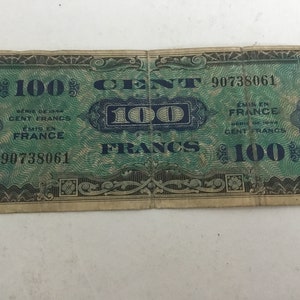 100 CENT 90738061
SÉRIE DE 1944
CENT FRANCS
ÉMIS EN
FRANCE
100
ÉMIS EN
FRANCE
SÉRIE DE 1944
CENT FRANCS
90738061 FRANCS 100